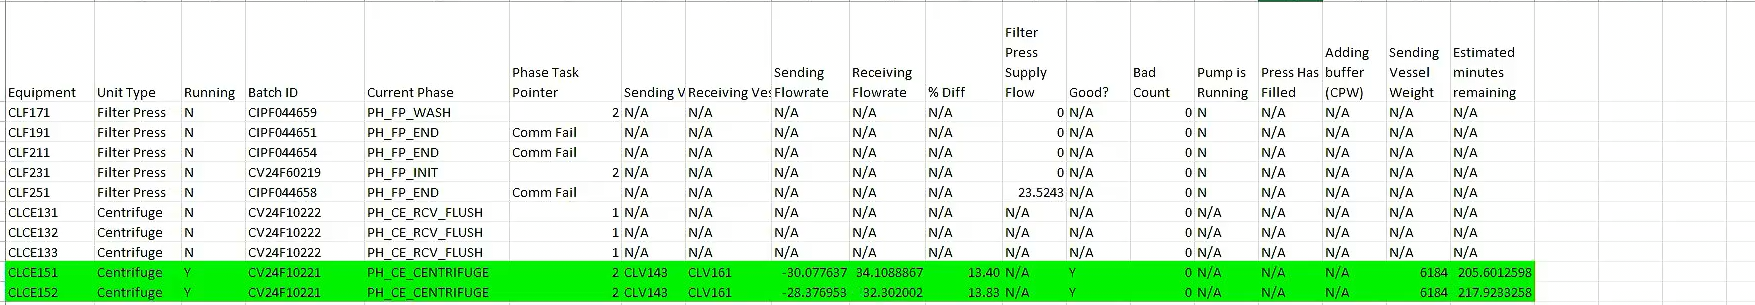 Equipment Unit Type Running Batch ID Current Phase Phase Task Pointer Sending V Receiving Ves Sending Flowrate Receiving Flowrate % Diff Filter Press Supply Flow Good? Bad Count Pump is Running Press Has Filled Adding buffer (CPW) Sending Vessel Weight Estimated minutes remaining
CLF171 Filter Press N CIPF044659 PH_FP_WASH 2 N/A N/A N/A N/A N/A 0 N/A 0 N N/A N/A N/A N/A
CLF191 Filter Press N CIPF044651 PH_FP_END Comm Fail N/A N/A N/A N/A N/A 0 N/A 0 N N/A N/A N/A N/A
CLF211 Filter Press N CIPF044654 PH_FP_END Comm Fail N/A N/A N/A N/A N/A 0 N/A 0 N N/A N/A N/A N/A
CLF231 Filter Press N CV24F60219 PH_FP_INIT 2 N/A N/A N/A N/A N/A 0 N/A 0 N N/A N/A N/A N/A
CLF251 Filter Press N CIPF044658 PH_FP_END Comm Fail N/A N/A N/A N/A N/A 23.5243 N/A 0 N N/A N/A N/A N/A
CLCE131 Centrifuge N CV24F10222 PH_CE_RCV_FLUSH 1 N/A N/A N/A N/A N/A N/A N/A 0 N/A N/A N/A N/A N/A
CLCE132 Centrifuge N CV24F10222 PH_CE_RCV_FLUSH 1 N/A N/A N/A N/A N/A N/A N/A 0 N/A N/A N/A N/A N/A
CLCE133 Centrifuge N CV24F10222 PH_CE_RCV_FLUSH 1 N/A N/A N/A N/A N/A N/A N/A 0 N/A N/A N/A N/A N/A
CLCE151 Centrifuge Y CV24F10221 PH_CE_CENTRIFUGE 2 CLV143 CLV161 -30.077637 34.1088867 13.40 N/A Y 0 N/A N/A N/A 6184 205.6012598
CLCE152 Centrifuge Y CV24F10221 PH_CE_CENTRIFUGE 2 CLV143 CLV161 -28.376953 32.302002 13.83 N/A Y 0 N/A N/A N/A 6184 217.9233258